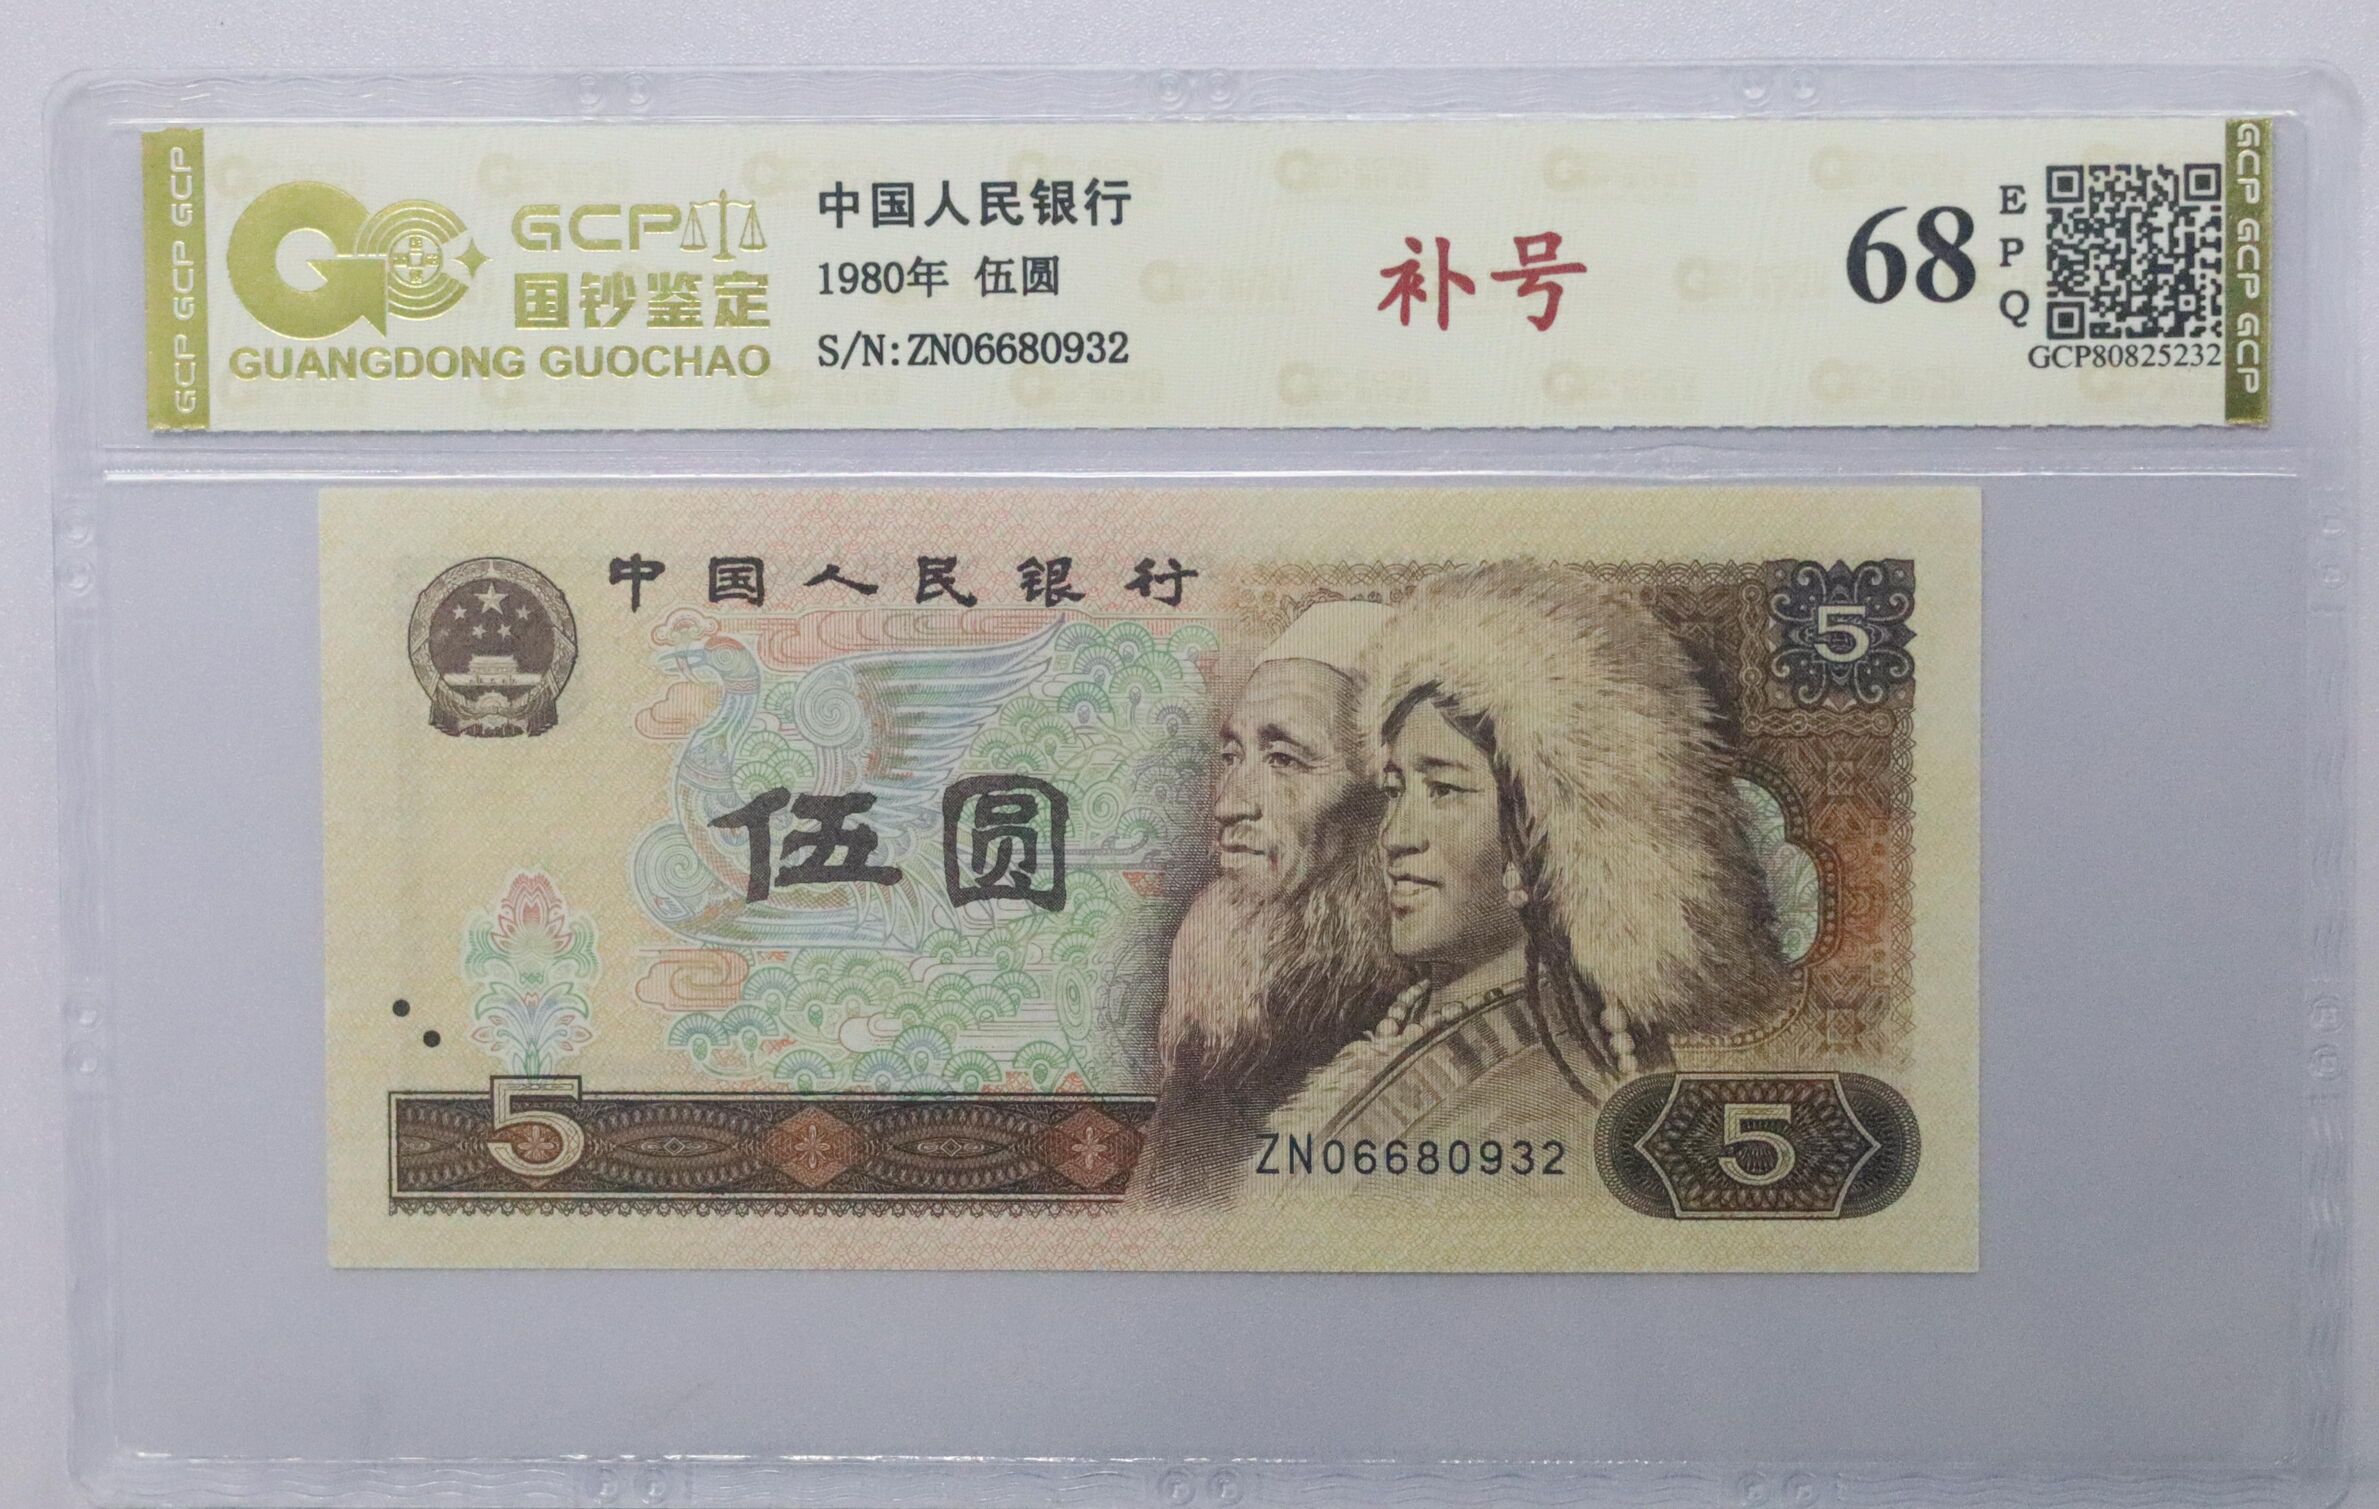 GCP GCP GCP
GCP
国钞鉴定
GUANGDONG GUOCHAO
中国人民银行
1980年 伍圆
S/N:ZN06680932
补号
68
EPQ
GCP80825232
GCP GCP GCP
中国人民银行
5
伍圆
5
ZN06680932
5